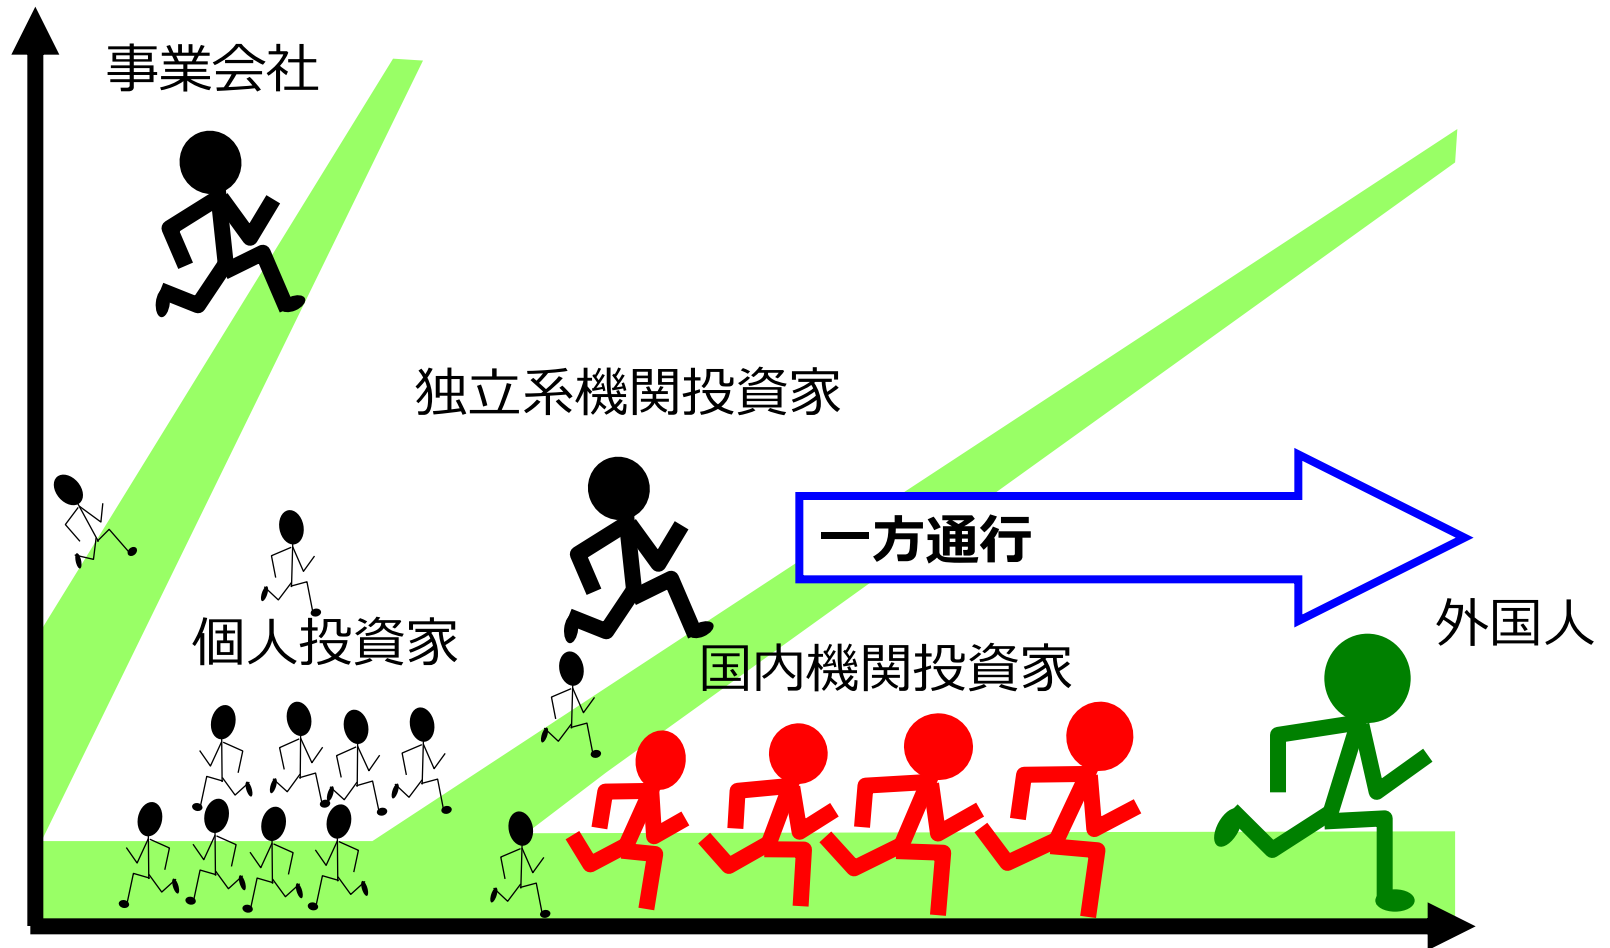 事業会社
独立系機関投資家
一方通行
外国人
個人投資家
国内機関投資家